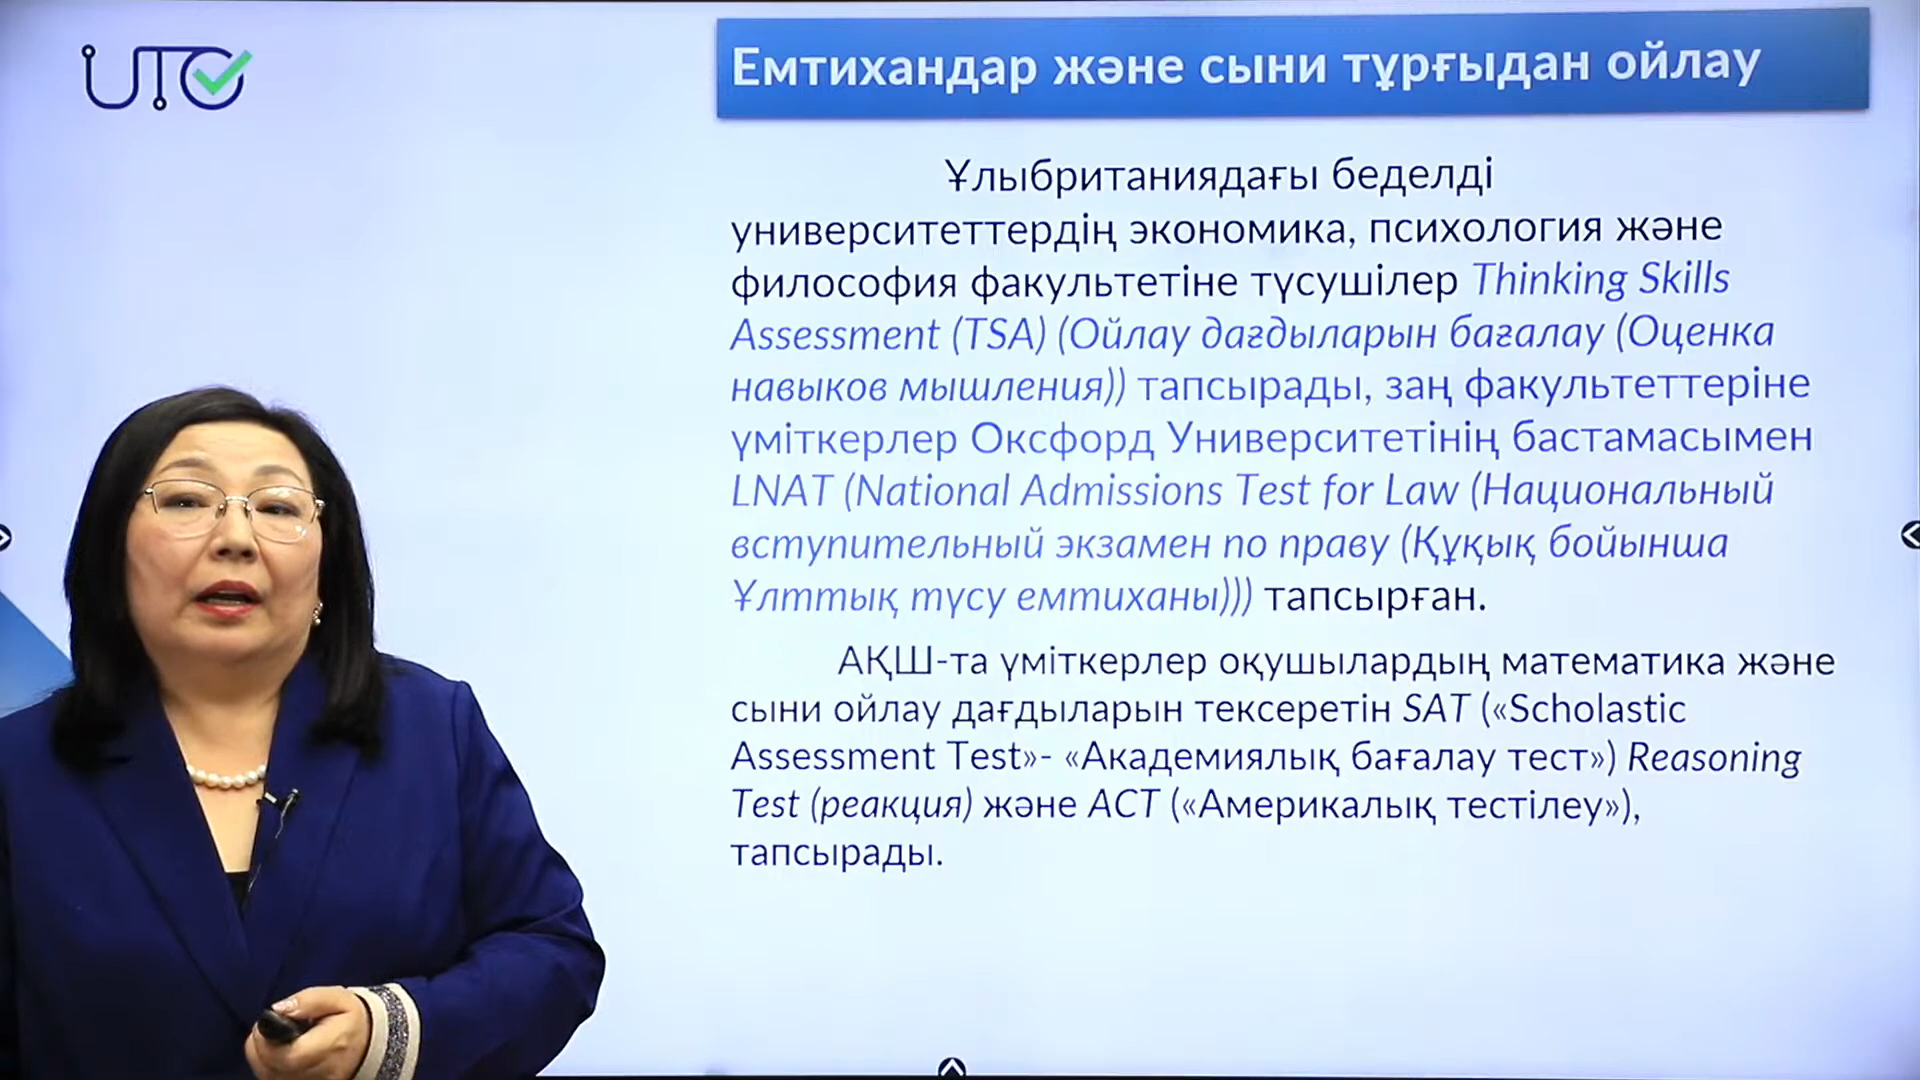 UTO
Емтихандар және сыни тұрғыдан ойлау
Ұлыбританиядағы беделді
университеттердің экономика, психология және
философия факультетіне түсушілер Thinking Skills
Assessment (TSA) (Ойлау дағдыларын бағалау (Оценка
навыков мышления)) тапсырады, заң факультеттеріне
үміткерлер Оксфорд Университетінің бастамасымен
LNAT (National Admissions Test for Law (Национальный
вступительный экзамен по праву (Құқық бойынша
Ұлттық түсу емтиханы))) тапсырған.
АҚШ-та үміткерлер оқушылардың математика және
сыни ойлау дағдыларын тексеретін SAT («Scholastic
Assessment Test»- «Академиялық бағалау тест») Reasoning
Test (реакция) және ACT («Америкалық тестілеу»),
тапсырады.